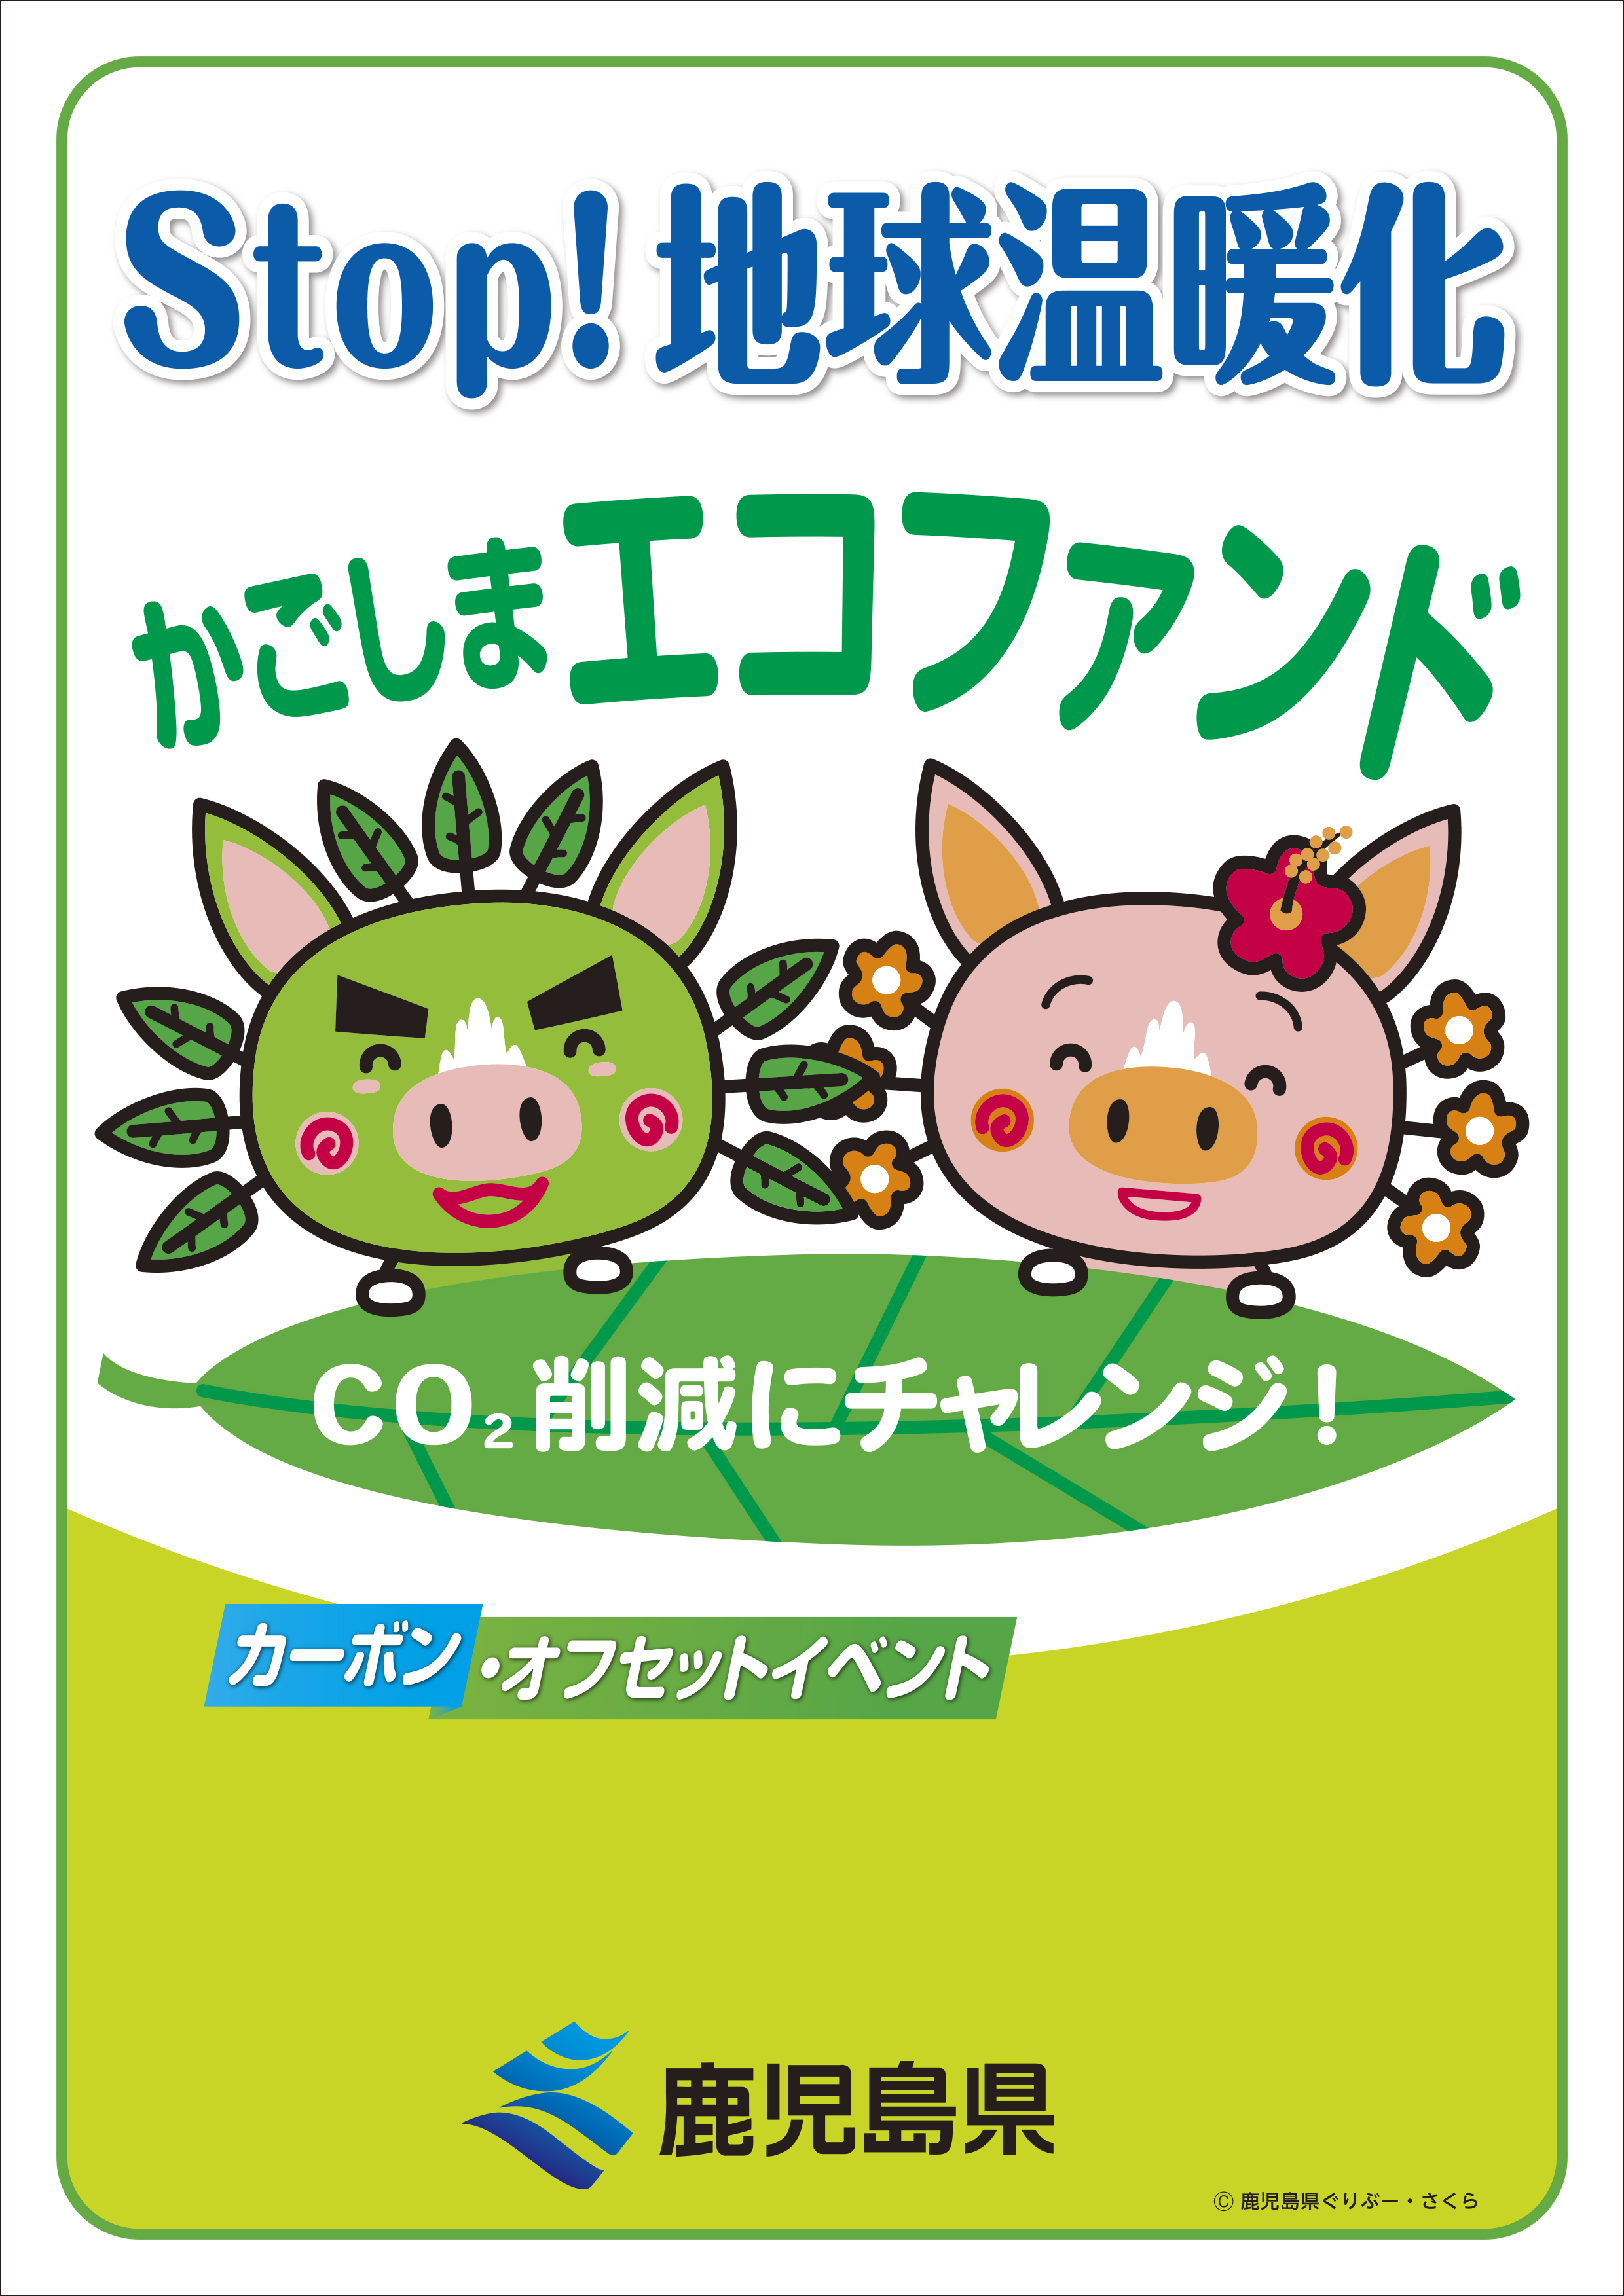 Stop!地球温暖化
かごしまエコファンド
CO₂削減にチャレンジ！
カーボン・オフセットイベント
鹿児島県
Ⓒ 鹿児島県ぐりぶー・さくら